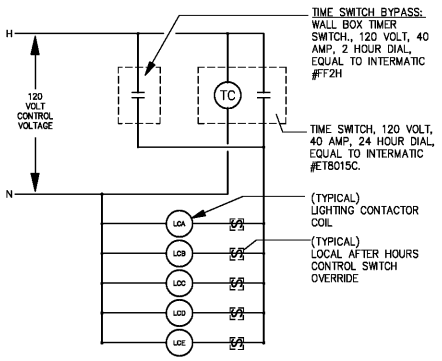 TIME SWITCH BYPASS:
WALL BOX TIMER
SWITCH., 120 VOLT, 40
AMP, 2 HOUR DIAL,
EQUAL TO INTERMATIC
#FF2H
H
120
VOLT
CONTROL
VOLTAGE
TC
TIME SWITCH, 120 VOLT,
40 AMP, 24 HOUR DIAL,
EQUAL TO INTERMATIC
#ET8015C.
N
(TYPICAL)
LIGHTING CONTACTOR
COIL
LCA
S
(TYPICAL)
LOCAL AFTER HOURS
CONTROL SWITCH
OVERRIDE
LCB
S
LCC
S
LCD
S
LCE
S